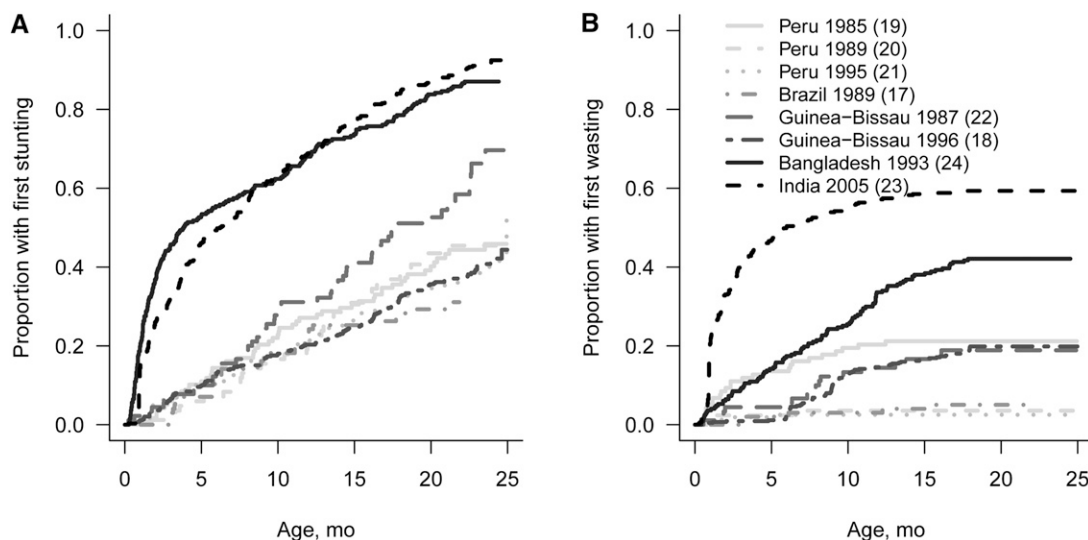 A
Proportion with first stunting
1.0
0.8
0.6
0.4
0.2
0.0
0 5 10 15 20 25
Age, mo
B
Proportion with first wasting
1.0
0.8
0.6
0.4
0.2
0.0
Peru 1985 (19)
Peru 1989 (20)
Peru 1995 (21)
Brazil 1989 (17)
Guinea−Bissau 1987 (22)
Guinea−Bissau 1996 (18)
Bangladesh 1993 (24)
India 2005 (23)
0 5 10 15 20 25
Age, mo